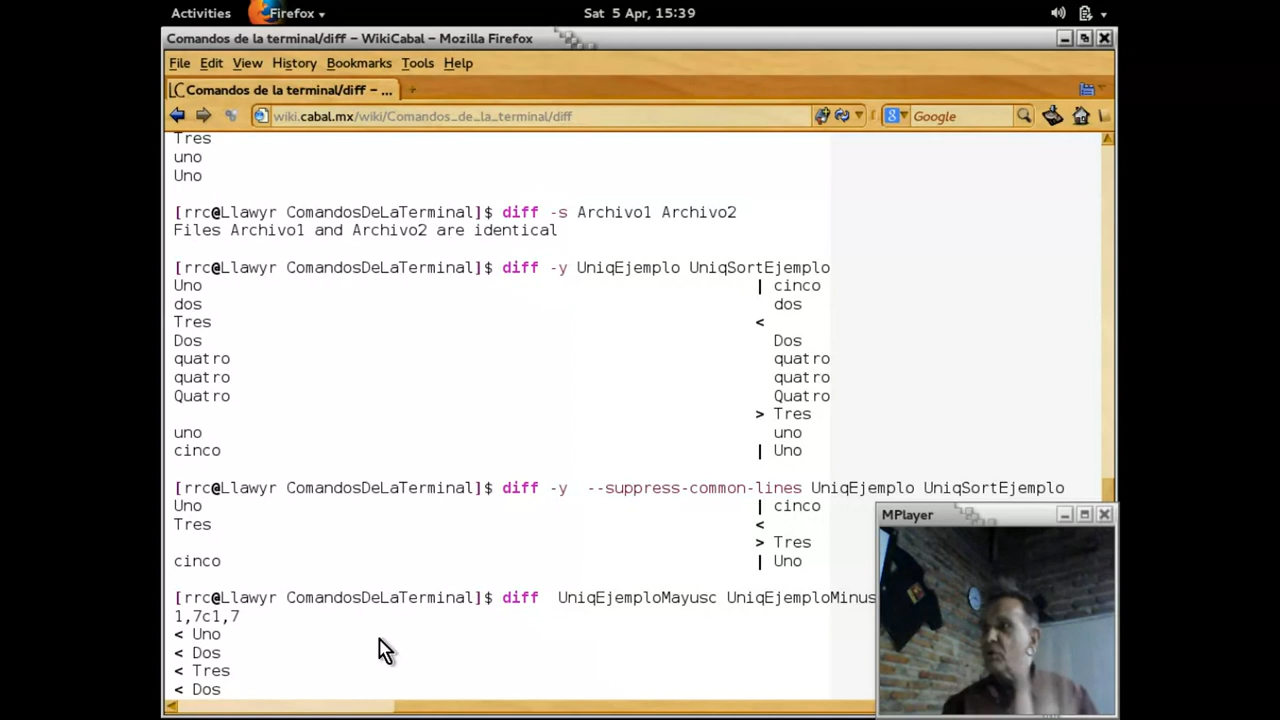 Activities Firefox Sat 5 Apr, 15:39
Comandos de la terminal/diff – WikiCabal – Mozilla Firefox
File Edit View History Bookmarks Tools Help
Comandos de la terminal/diff – ...
wiki.cabal.mx/wiki/Comandos_de_la_terminal/diff Google
Tres
uno
Uno
[rrc@Llawyr ComandosDeLaTerminal]$ diff -s Archivo1 Archivo2
Files Archivo1 and Archivo2 are identical
[rrc@Llawyr ComandosDeLaTerminal]$ diff -y UniqEjemplo UniqSortEjemplo
Uno | cinco
dos dos
Tres <
Dos Dos
quatro quatro
quatro quatro
Quatro Quatro
> Tres
uno uno
cinco | Uno
[rrc@Llawyr ComandosDeLaTerminal]$ diff -y --suppress-common-lines UniqEjemplo UniqSortEjemplo
Uno | cinco
Tres <
> Tres
cinco | Uno
[rrc@Llawyr ComandosDeLaTerminal]$ diff UniqEjemploMayusc UniqEjemploMinus
1,7c1,7
< Uno
< Dos
< Tres
< Dos
MPlayer